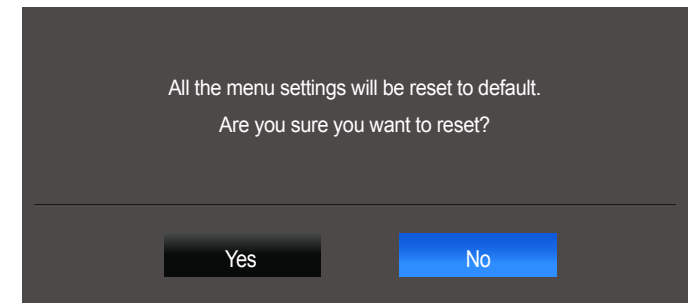 All the menu settings will be reset to default.
Are you sure you want to reset?
Yes No